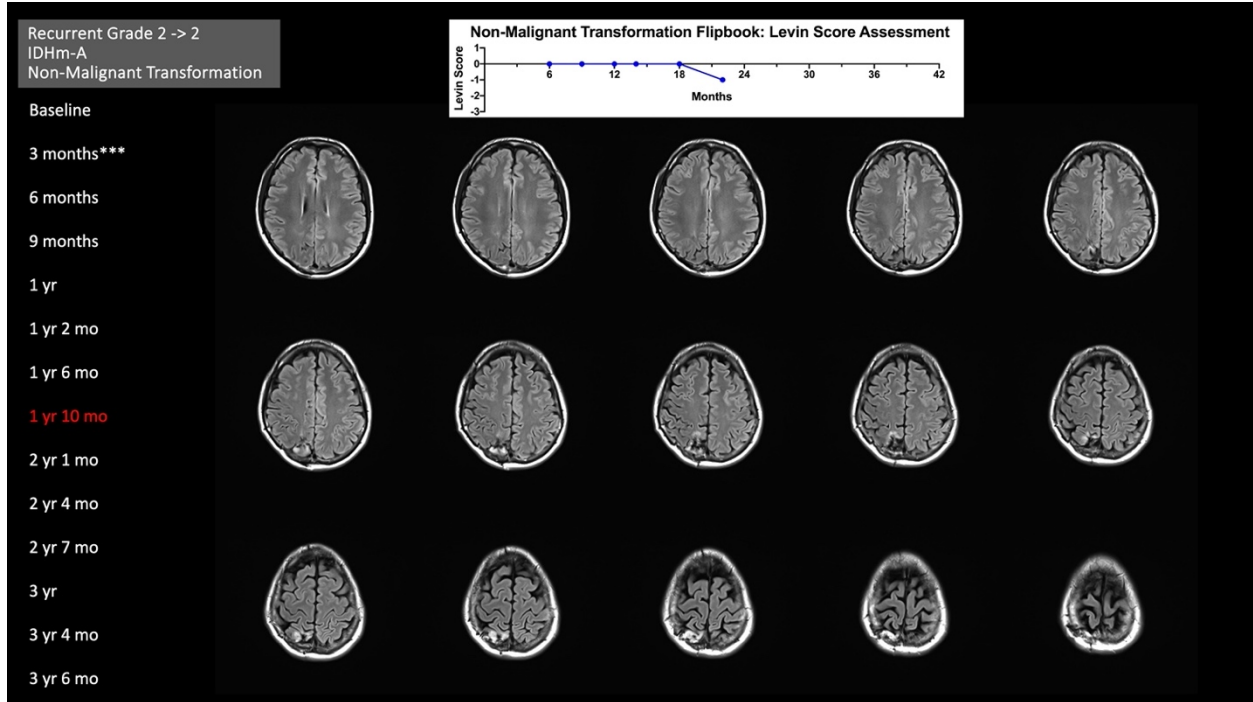 Recurrent Grade 2 -> 2
IDHm-A
Non-Malignant Transformation
Non-Malignant Transformation Flipbook: Levin Score Assessment
Levin Score
1
0
-1
-2
-3
6
12
18
24
30
36
42
Months
Baseline
3 months***
6 months
9 months
1 yr
1 yr 2 mo
1 yr 6 mo
1 yr 10 mo
2 yr 1 mo
2 yr 4 mo
2 yr 7 mo
3 yr
3 yr 4 mo
3 yr 6 mo